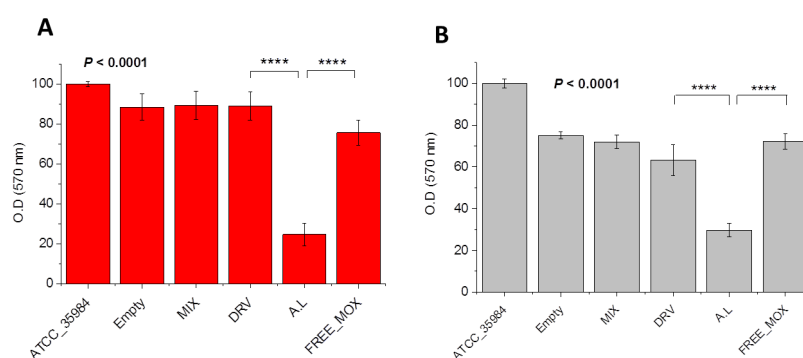 A
P < 0.0001
****
****
O.D (570 nm)
100
80
60
40
20
0
ATCC_35984
Empty
MIX
DRV
A.L
FREE_MOX
B
P < 0.0001
****
****
O.D (570 nm)
100
80
60
40
20
0
ATCC_35984
Empty
MIX
DRV
A.L
FREE_MOX